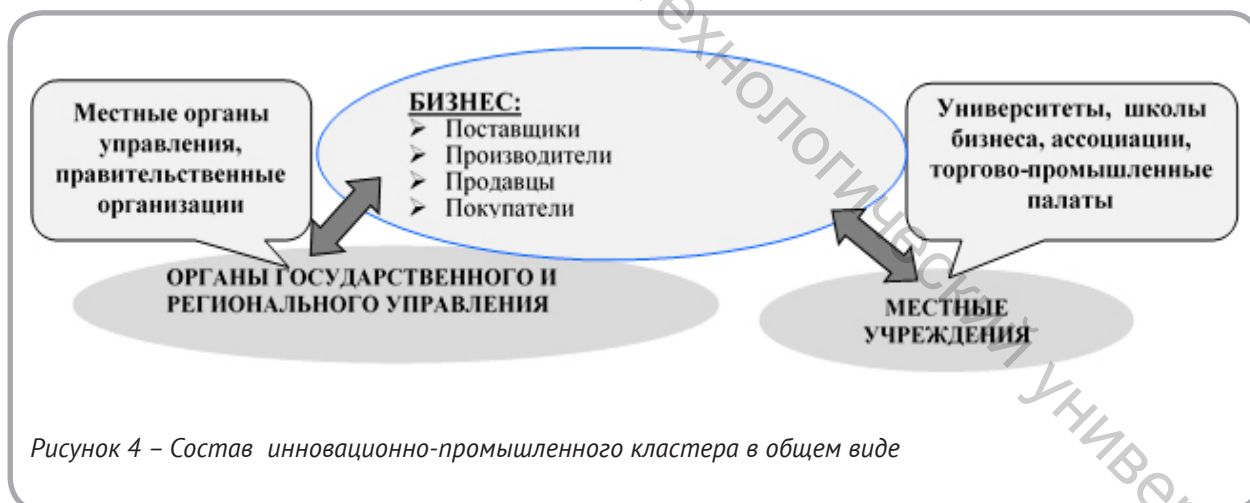 Местные органы
управления,
правительственные
организации
БИЗНЕС:
➢ Поставщики
➢ Производители
➢ Продавцы
➢ Покупатели
Университеты, школы
бизнеса, ассоциации,
торгово-промышленные
палаты
ОРГАНЫ ГОСУДАРСТВЕННОГО И
РЕГИОНАЛЬНОГО УПРАВЛЕНИЯ
МЕСТНЫЕ
УЧРЕЖДЕНИЯ
Рисунок 4 – Состав инновационно-промышленного кластера в общем виде